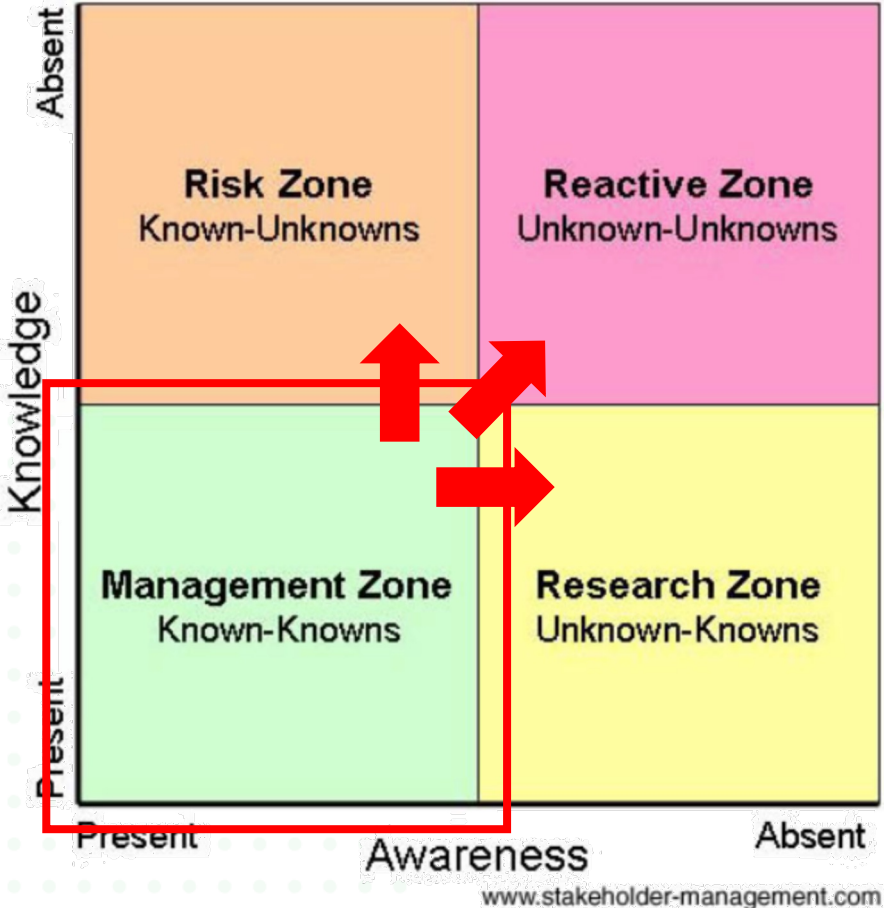 Absent
Risk Zone
Known-Unknowns
Reactive Zone
Unknown-Unknowns
Knowledge
Management Zone
Known-Knowns
Research Zone
Unknown-Knowns
Present
Present
Awareness
Absent
www.stakeholder-management.com